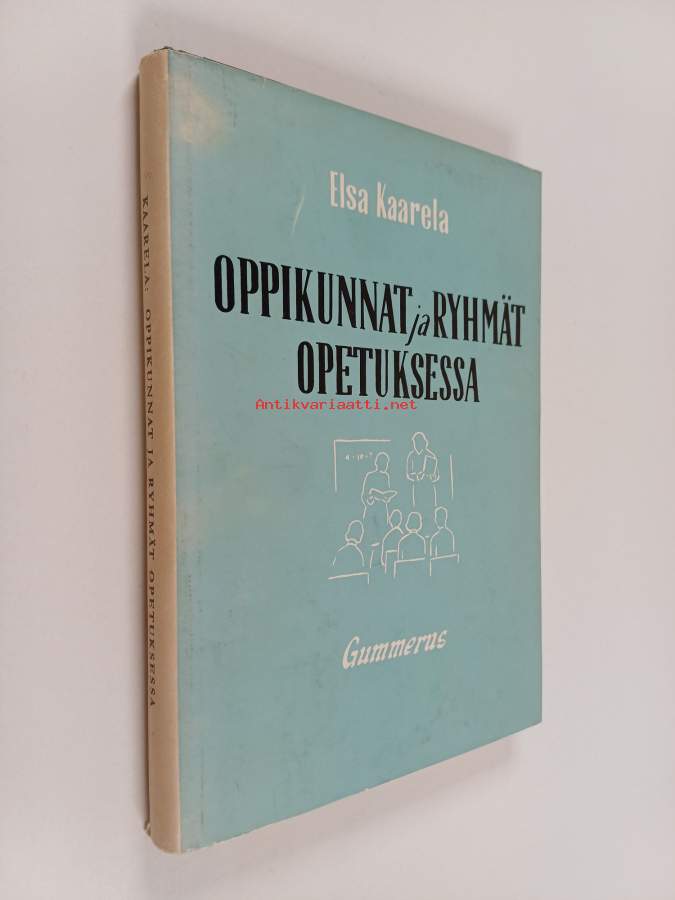 Elsa Kaarela
OPPIKUNNAT ja RYHMÄT
OPETUKSESSA
Antikvariaatti.net
Gummerus
KAARELA: OPPIKUNNAT JA RYHMÄT OPETUKSESSA